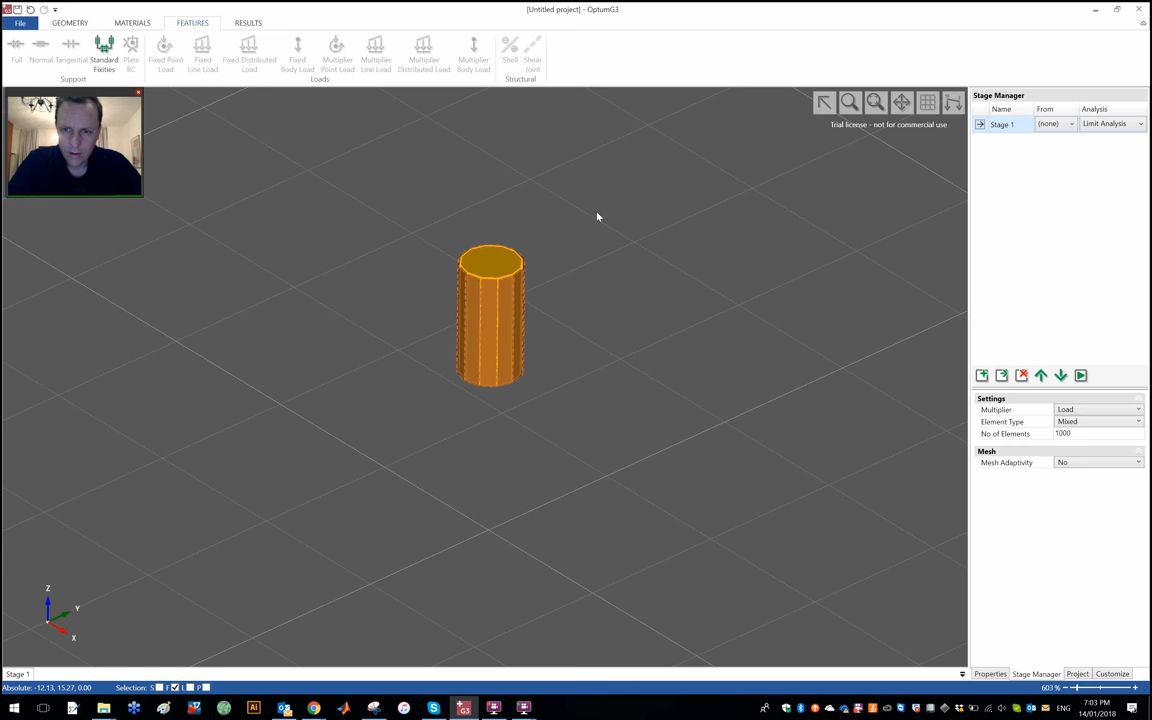 [Untitled project] - OptumG3
File GEOMETRY MATERIALS FEATURES RESULTS
Full Normal Tangential Standard Fixities Plate BC Fixed Point Load Fixed Line Load Fixed Distributed Load Fixed Body Load Multiplier Point Load Multiplier Line Load Multiplier Distributed Load Multiplier Body Load Shell Shear Joint
Support Loads Structural
Trial license - not for commercial use
Stage Manager
Name From Analysis
Stage 1 (none) Limit Analysis
Settings
Multiplier Load
Element Type Mixed
No of Elements 1000
Mesh
Mesh Adaptivity No
Z
Y
X
Stage 1
Properties Stage Manager Project Customize
Absolute: -12.13, 15.27, 0.00 Selection: S F L P 603 %
G3 ENG 7:03 PM
14/01/2018